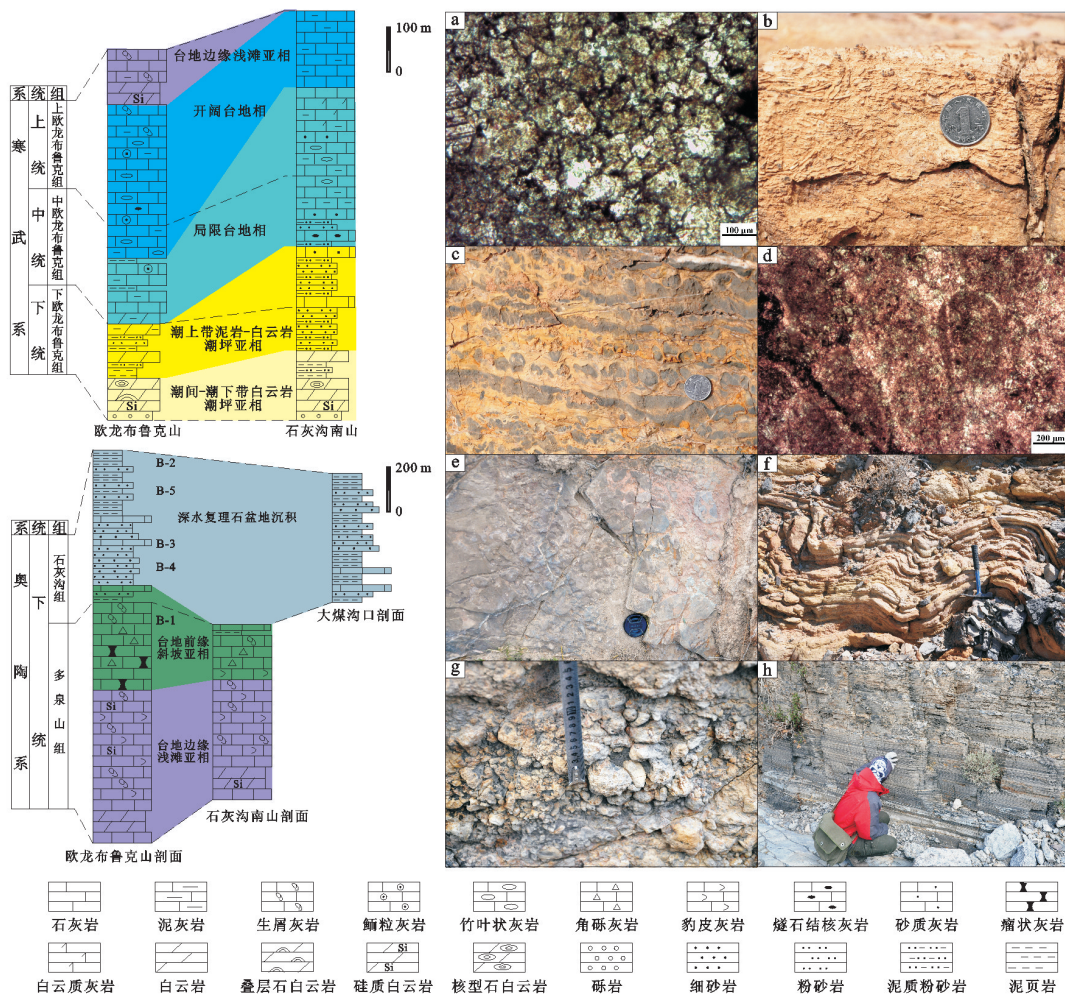 100 m
0
台地边缘浅滩亚相
开阔台地相
局限台地相
潮上带泥岩-白云岩
潮坪亚相
潮间-潮下带白云岩
潮坪亚相
Si
Si
Si
系 统 组
寒武系
上统
中统
下统
上欧龙布鲁克组
中欧龙布鲁克组
下欧龙布鲁克组
欧龙布鲁克山
石灰沟南山
200 m
0
B-2
B-5
B-3
B-4
B-1
深水复理石盆地沉积
大煤沟口剖面
台地前缘
斜坡亚相
台地边缘
浅滩亚相
Si
Si
Si
系 统 组
奥陶系
下统
石灰沟组
多泉山组
石灰沟南山剖面
欧龙布鲁克山剖面
a
100 μm
b
1
c
d
200 μm
e
f
g
h
石灰岩 泥灰岩 生屑灰岩 鲕粒灰岩 竹叶状灰岩 角砾灰岩 豹皮灰岩 燧石结核灰岩 砂质灰岩 瘤状灰岩
Si
Si
白云质灰岩 白云岩 叠层石白云岩 硅质白云岩 核型石白云岩 砾岩 细砂岩 粉砂岩 泥质粉砂岩 泥页岩